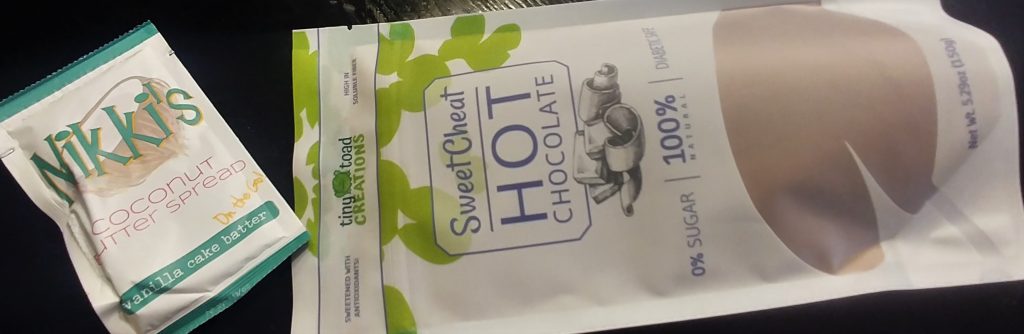 Nikki's
COCONUT
BUTTER SPREAD
On the Go!
vanilla cake batter
HIGH IN
SOLUBLE FIBER
tiny toad
CREATIONS
SWEETENED WITH
ANTIOXIDANTS!
SweetCheat
HOT
CHOCOLATE
0% SUGAR | 100% NATURAL | DIABETIC SAFE
Net Wt. 5.29oz (150g)